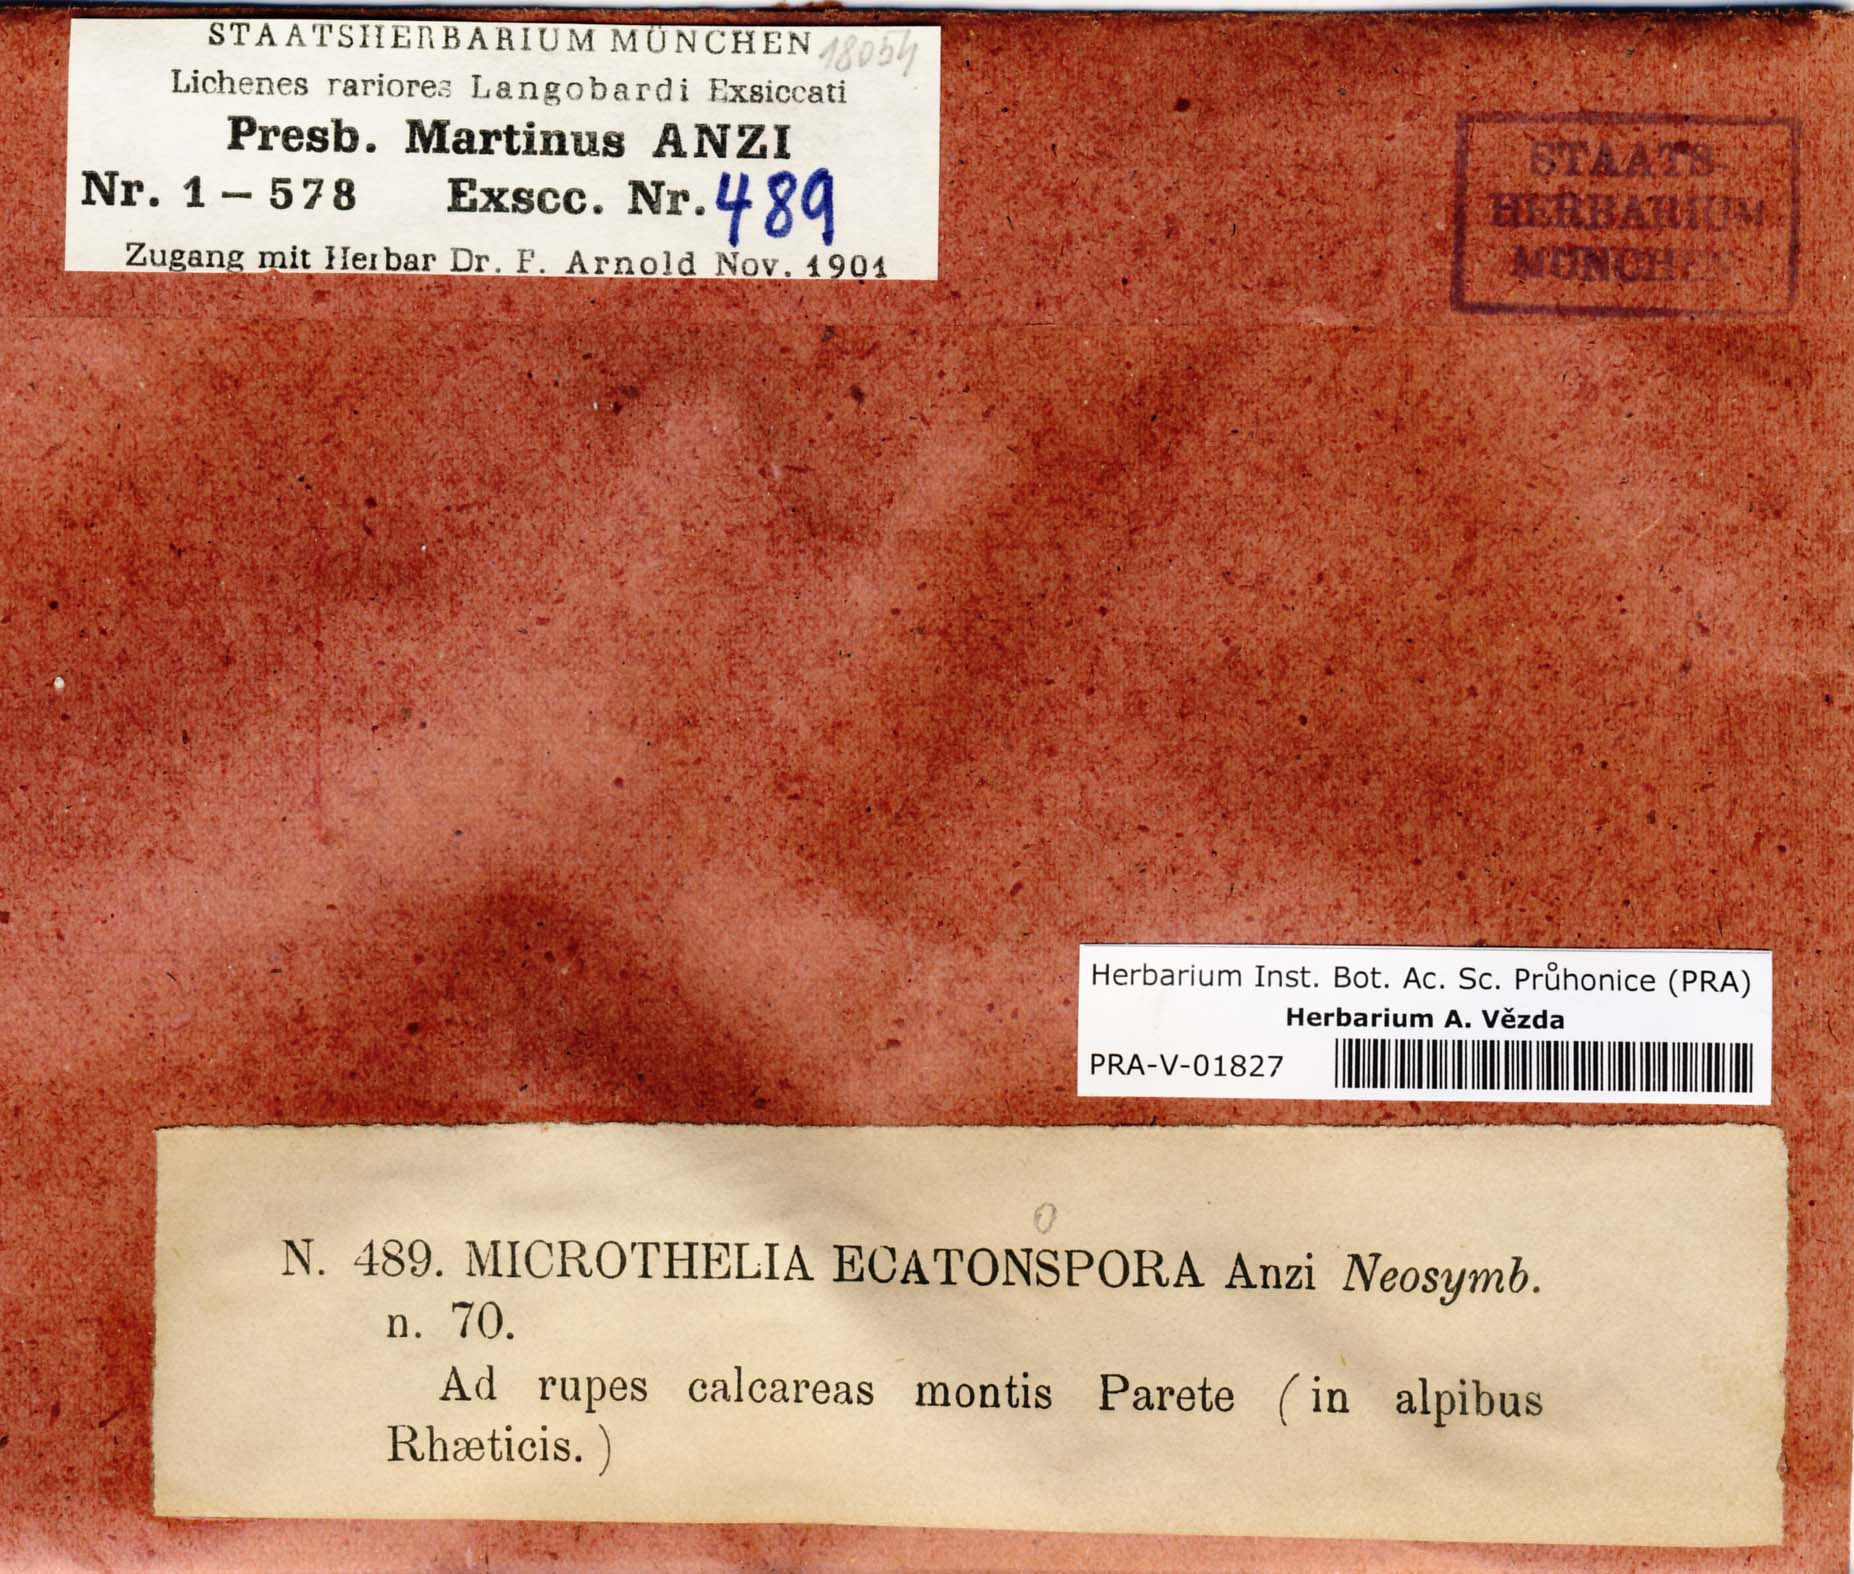 STAATSHERBARIUM MÜNCHEN 18054
Lichenes rariores Langobardi Exsiccati
Presb. Martinus ANZI
Nr. 1 – 578 Exscc. Nr. 489
Zugang mit Herbar Dr. F. Arnold Nov. 1901
STAATS-
HERBARIUM
MÜNCHEN
Herbarium Inst. Bot. Ac. Sc. Průhonice (PRA)
Herbarium A. Vězda
PRA-V-01827
o
N. 489. MICROTHELIA ECATONSPORA Anzi Neosymb.
n. 70.
Ad rupes calcareas montis Parete (in alpibus
Rhæticis.)